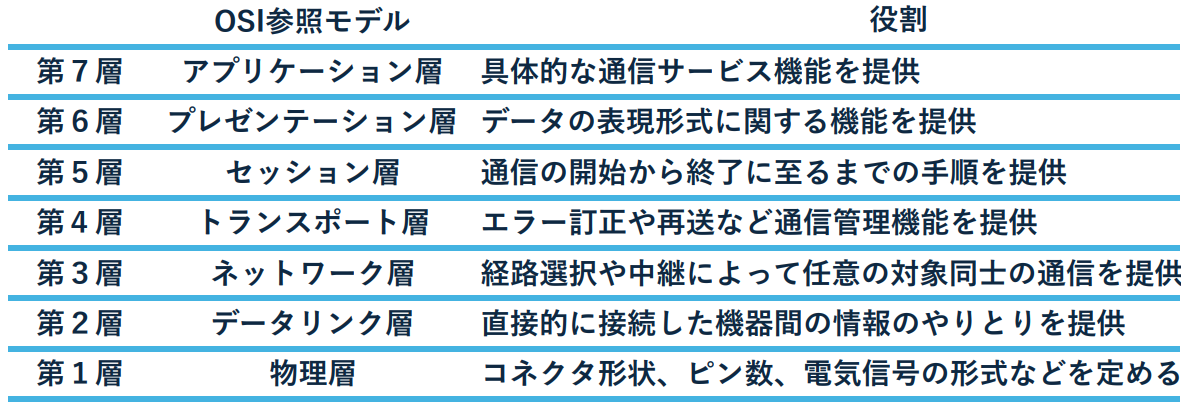 OSI参照モデル 役割
第7層 アプリケーション層 具体的な通信サービス機能を提供
第6層 プレゼンテーション層 データの表現形式に関する機能を提供
第5層 セッション層 通信の開始から終了に至るまでの手順を提供
第4層 トランスポート層 エラー訂正や再送など通信管理機能を提供
第3層 ネットワーク層 経路選択や中継によって任意の対象同士の通信を提供
第2層 データリンク層 直接的に接続した機器間の情報のやりとりを提供
第1層 物理層 コネクタ形状、ピン数、電気信号の形式などを定める